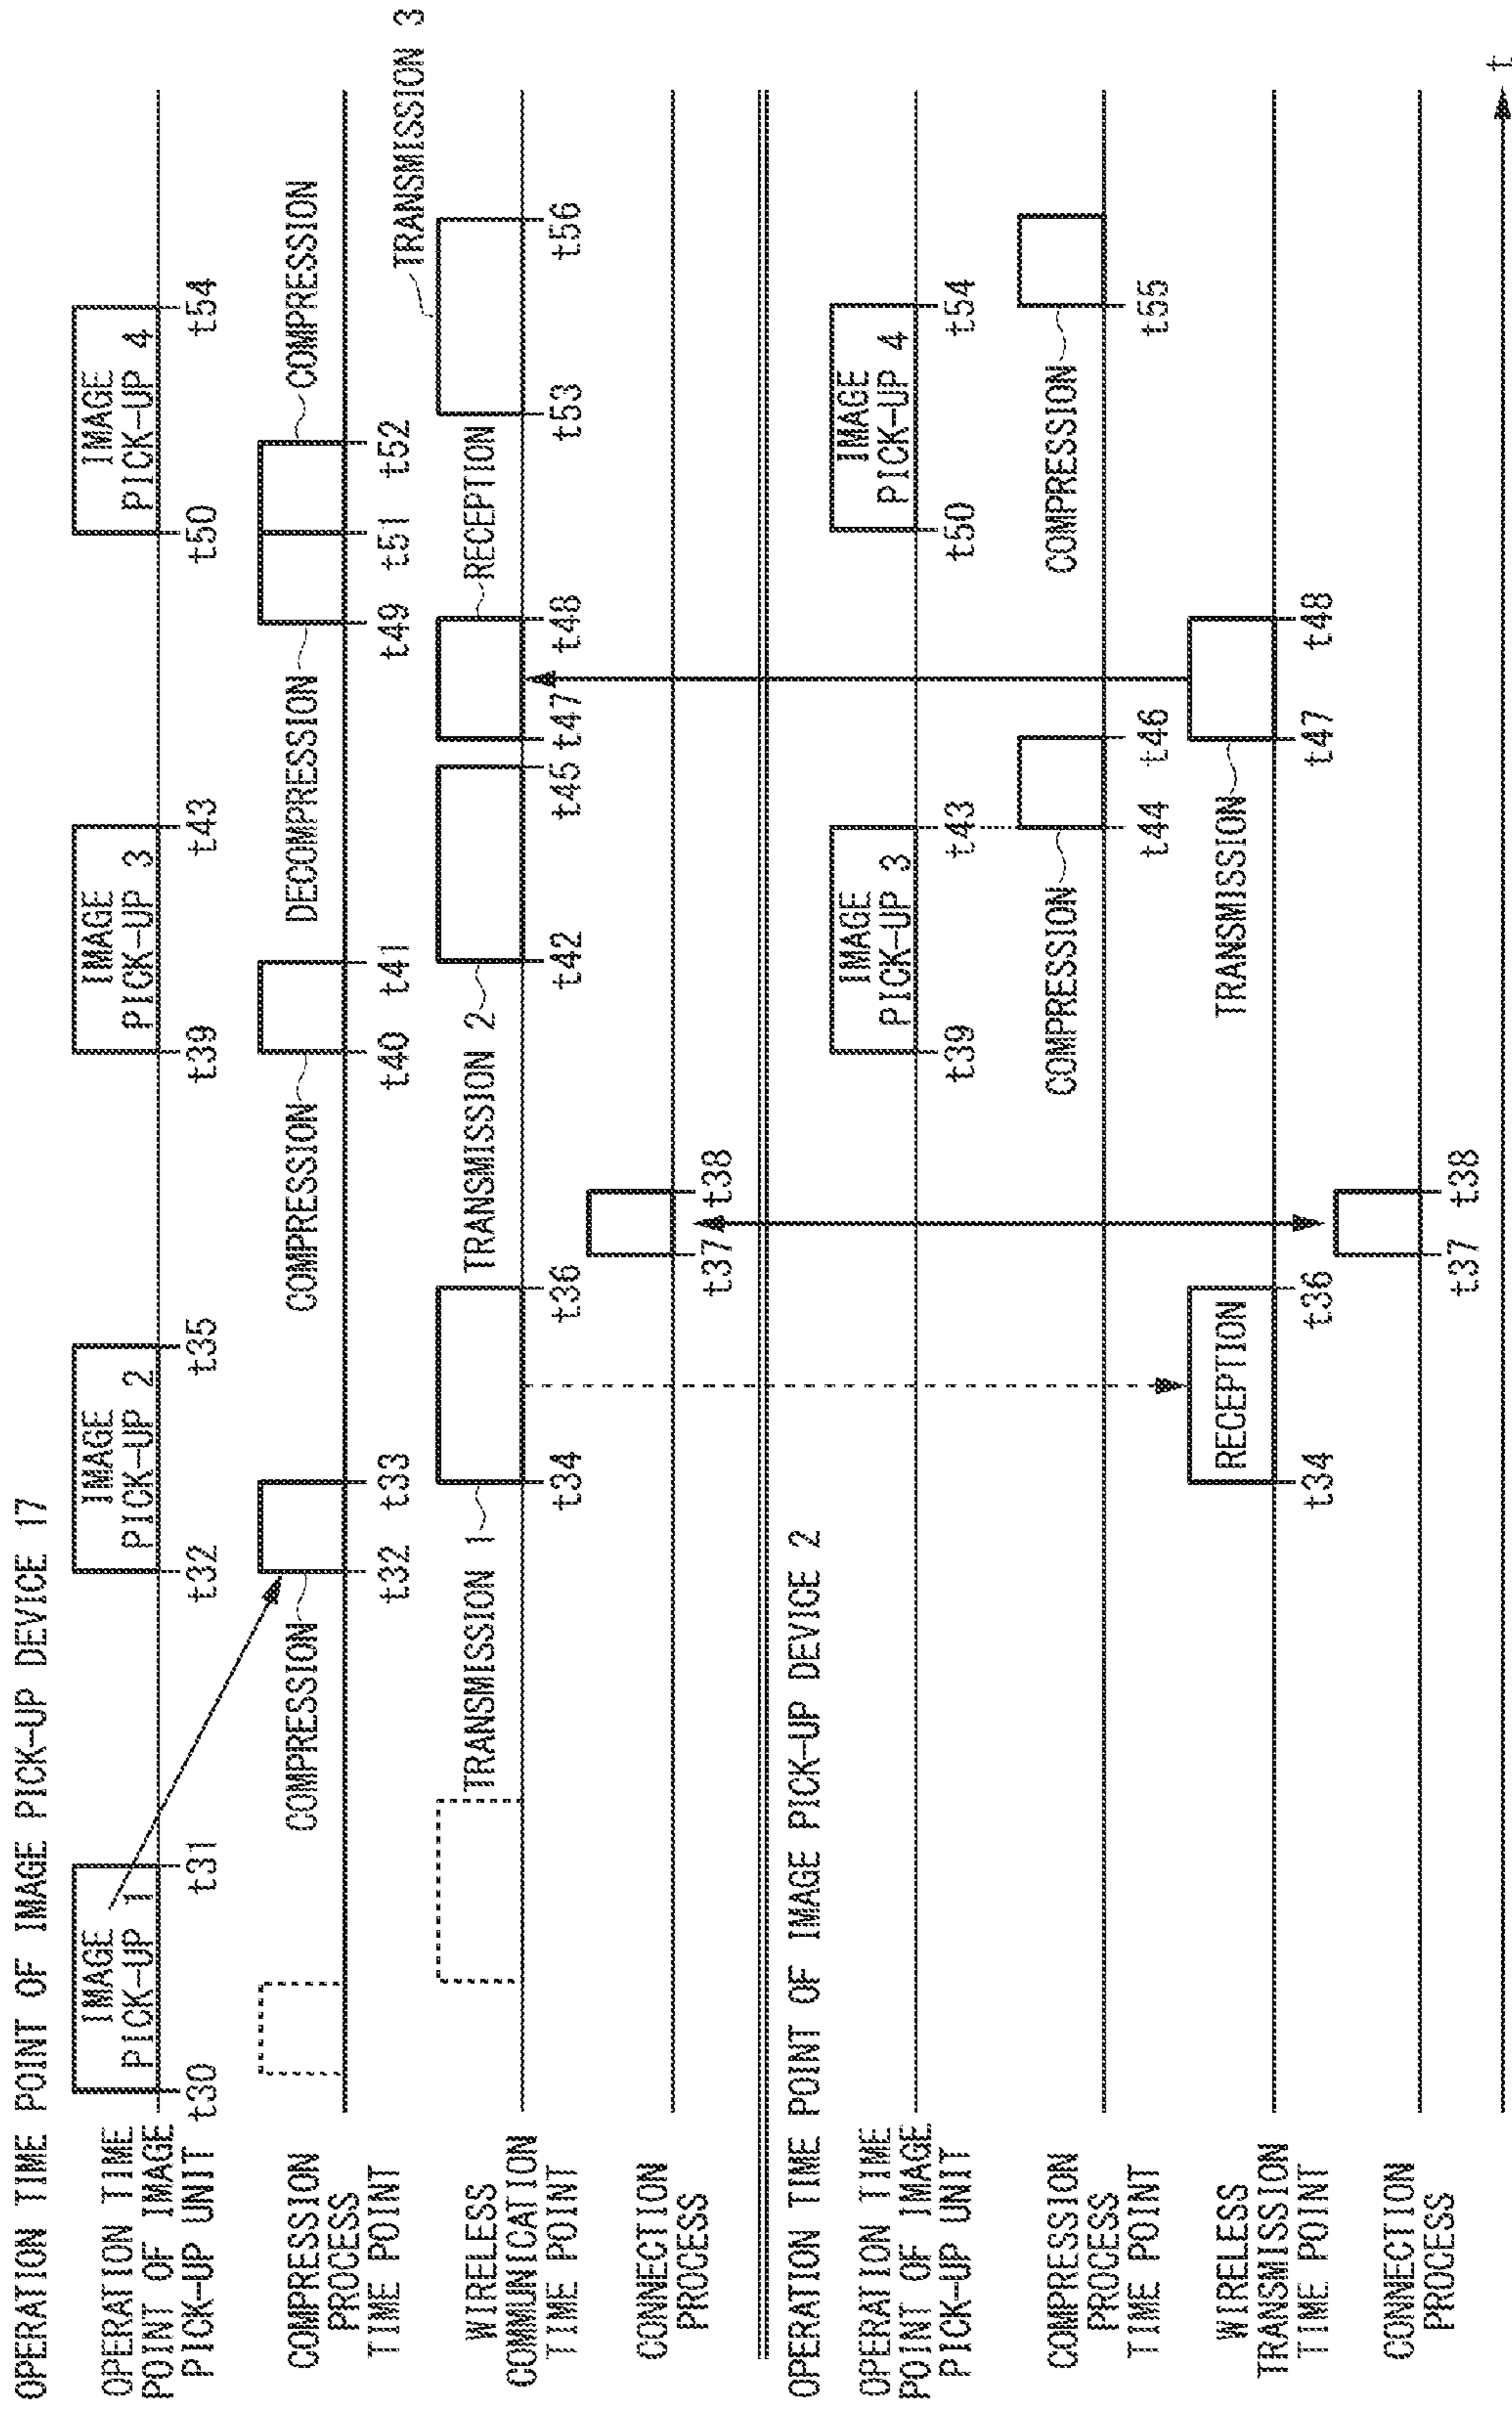 OPERATION TIME POINT OF IMAGE PICK-UP DEVICE 17
OPERATION TIME
POINT OF IMAGE
PICK-UP UNIT
IMAGE
PICK-UP 1
IMAGE
PICK-UP 2
IMAGE
PICK-UP 3
IMAGE
PICK-UP 4
t30
t31
t32
t35
t39
t43
t50
t54
COMPRESSION
PROCESS
TIME POINT
COMPRESSION
COMPRESSION
DECOMPRESSION
COMPRESSION
t32
t33
t40
t41
t49
t51
t52
WIRELESS
COMMUNICATION
TIME POINT
TRANSMISSION 1
TRANSMISSION 2
RECEPTION
TRANSMISSION 3
t34
t36
t42
t45
t47
t48
t53
t56
CONNECTION
PROCESS
t37
t38
OPERATION TIME POINT OF IMAGE PICK-UP DEVICE 2
OPERATION TIME
POINT OF IMAGE
PICK-UP UNIT
IMAGE
PICK-UP 3
IMAGE
PICK-UP 4
t39
t43
t50
t54
COMPRESSION
PROCESS
TIME POINT
COMPRESSION
COMPRESSION
t44
t46
t55
WIRELESS
TRANSMISSION
TIME POINT
RECEPTION
TRANSMISSION
t34
t36
t47
t48
CONNECTION
PROCESS
t37
t38
t